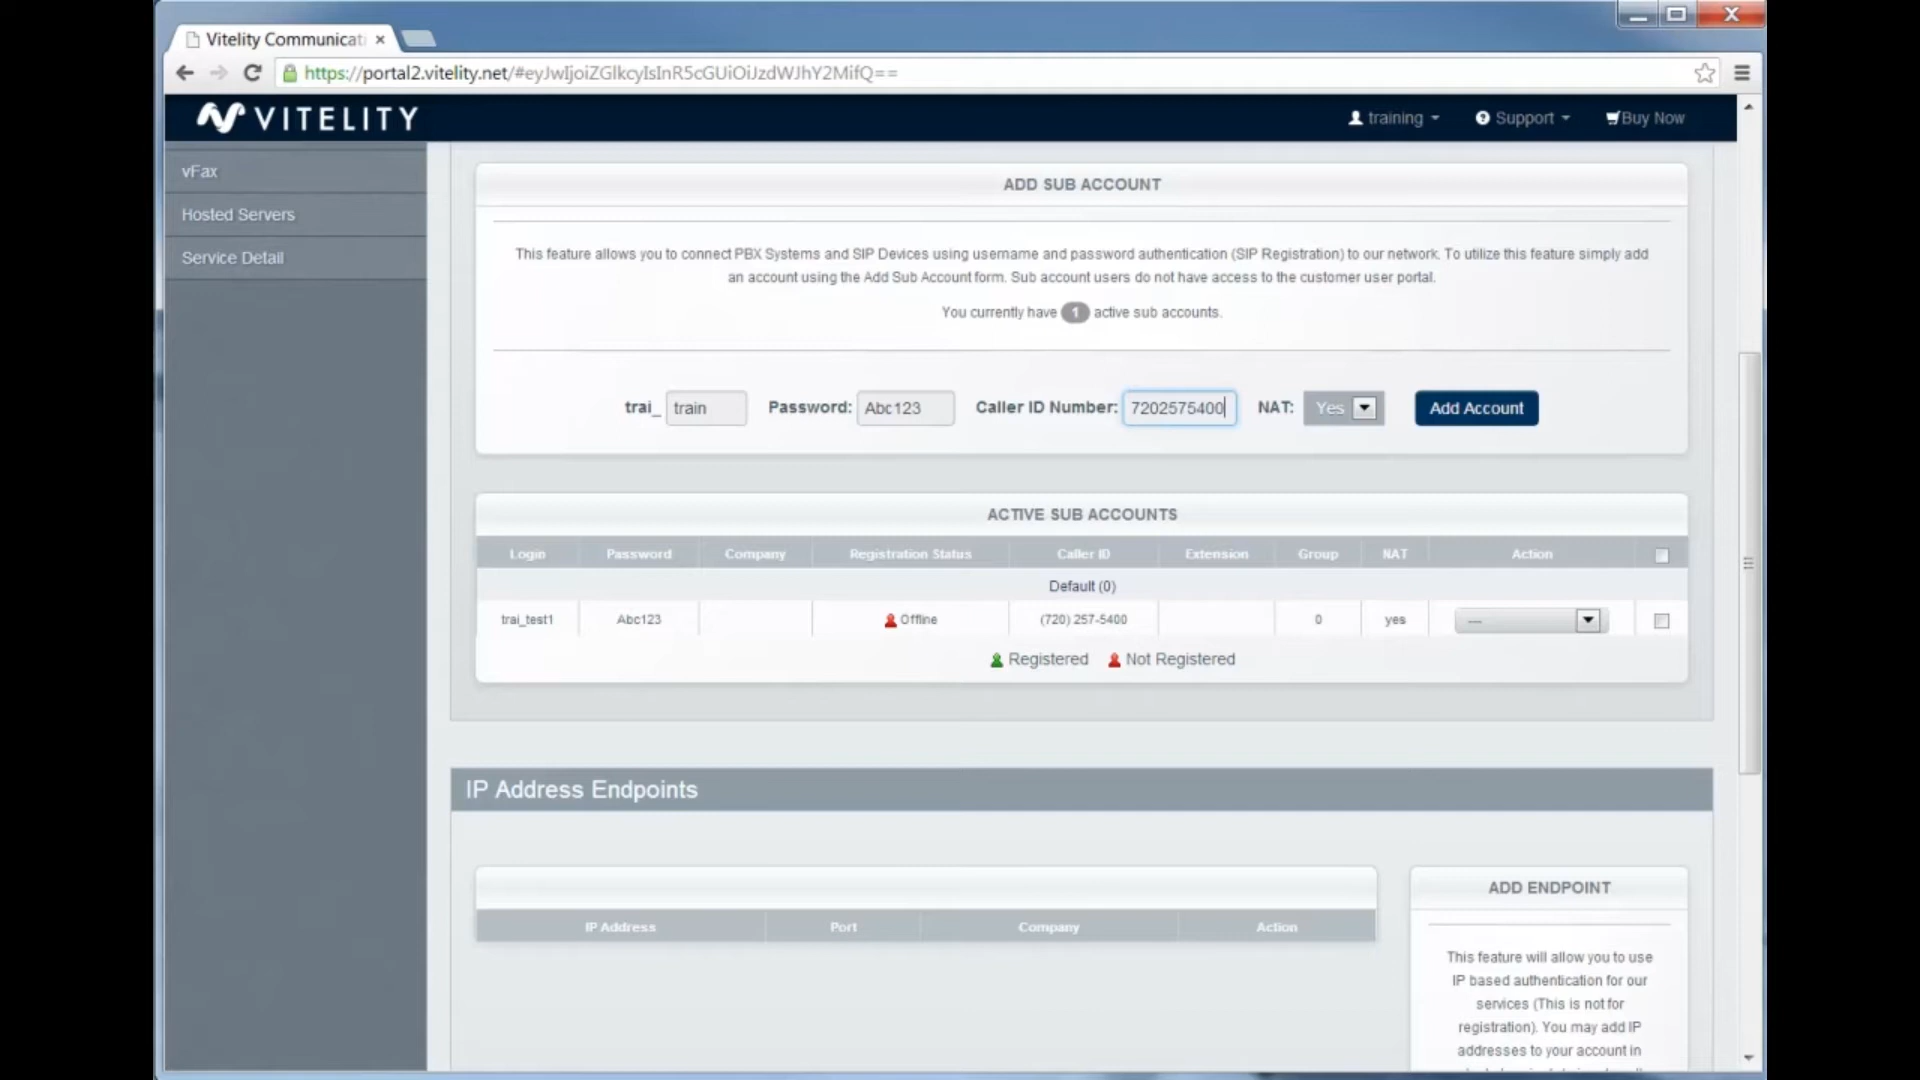 Vitelity Communicati
https://portal2.vitelity.net/#eyJwIjoiZGlkcyIsInR5cGUiOiJzdWJhY2MifQ==
VITELITY
training
Support
Buy Now
vFax
Hosted Servers
Service Detail
ADD SUB ACCOUNT
This feature allows you to connect PBX Systems and SIP Devices using username and password authentication (SIP Registration) to our network. To utilize this feature simply add
an account using the Add Sub Account form. Sub account users do not have access to the customer user portal.
You currently have 1 active sub accounts.
trai_ train Password: Abc123 Caller ID Number: 7202575400 NAT: Yes Add Account
ACTIVE SUB ACCOUNTS
Login Password Company Registration Status Caller ID Extension Group NAT Action
Default (0)
trai_test1 Abc123 Offline (720) 257-5400 0 yes ---
Registered Not Registered
IP Address Endpoints
IP Address Port Company Action
ADD ENDPOINT
This feature will allow you to use
IP based authentication for our
services (This is not for
registration). You may add IP
addresses to your account in